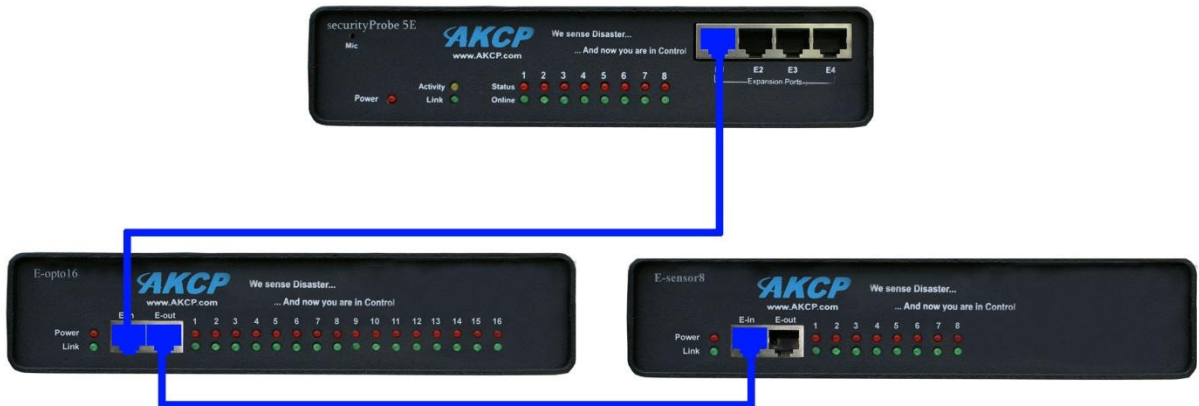 securityProbe 5E
Mic
AKCP
www.AKCP.com
We sense Disaster...
... And now you are in Control
E2 E3 E4
Expansion Ports
1 2 3 4 5 6 7 8
Activity Status
Power Link Online
E-opto16
AKCP
www.AKCP.com
We sense Disaster...
... And now you are in Control
E-in E-out 1 2 3 4 5 6 7 8 9 10 11 12 13 14 15 16
Power
Link
E-sensor8
AKCP
www.AKCP.com
We sense Disaster...
... And now you are in Control
E-in E-out 1 2 3 4 5 6 7 8
Power
Link